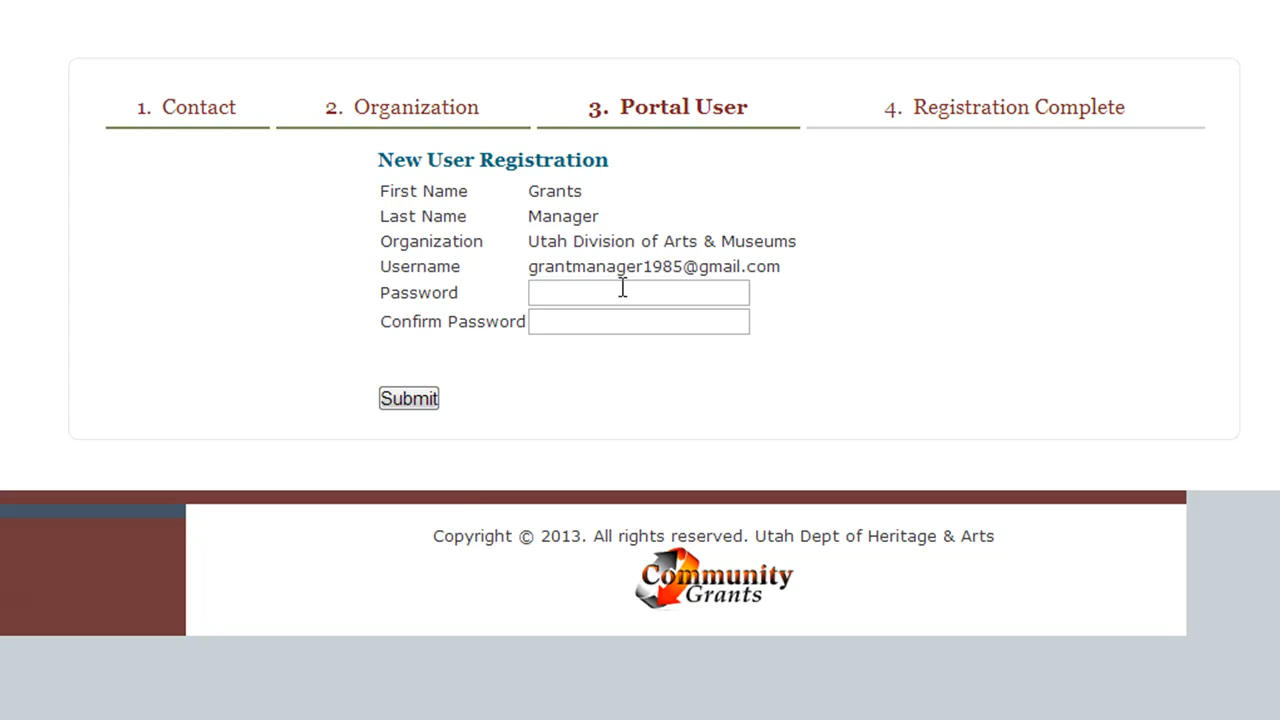 1. Contact 2. Organization 3. Portal User 4. Registration Complete
New User Registration
First Name Grants
Last Name Manager
Organization Utah Division of Arts & Museums
Username grantmanager1985@gmail.com
Password
Confirm Password
Submit
Copyright © 2013. All rights reserved. Utah Dept of Heritage & Arts
Community
Grants